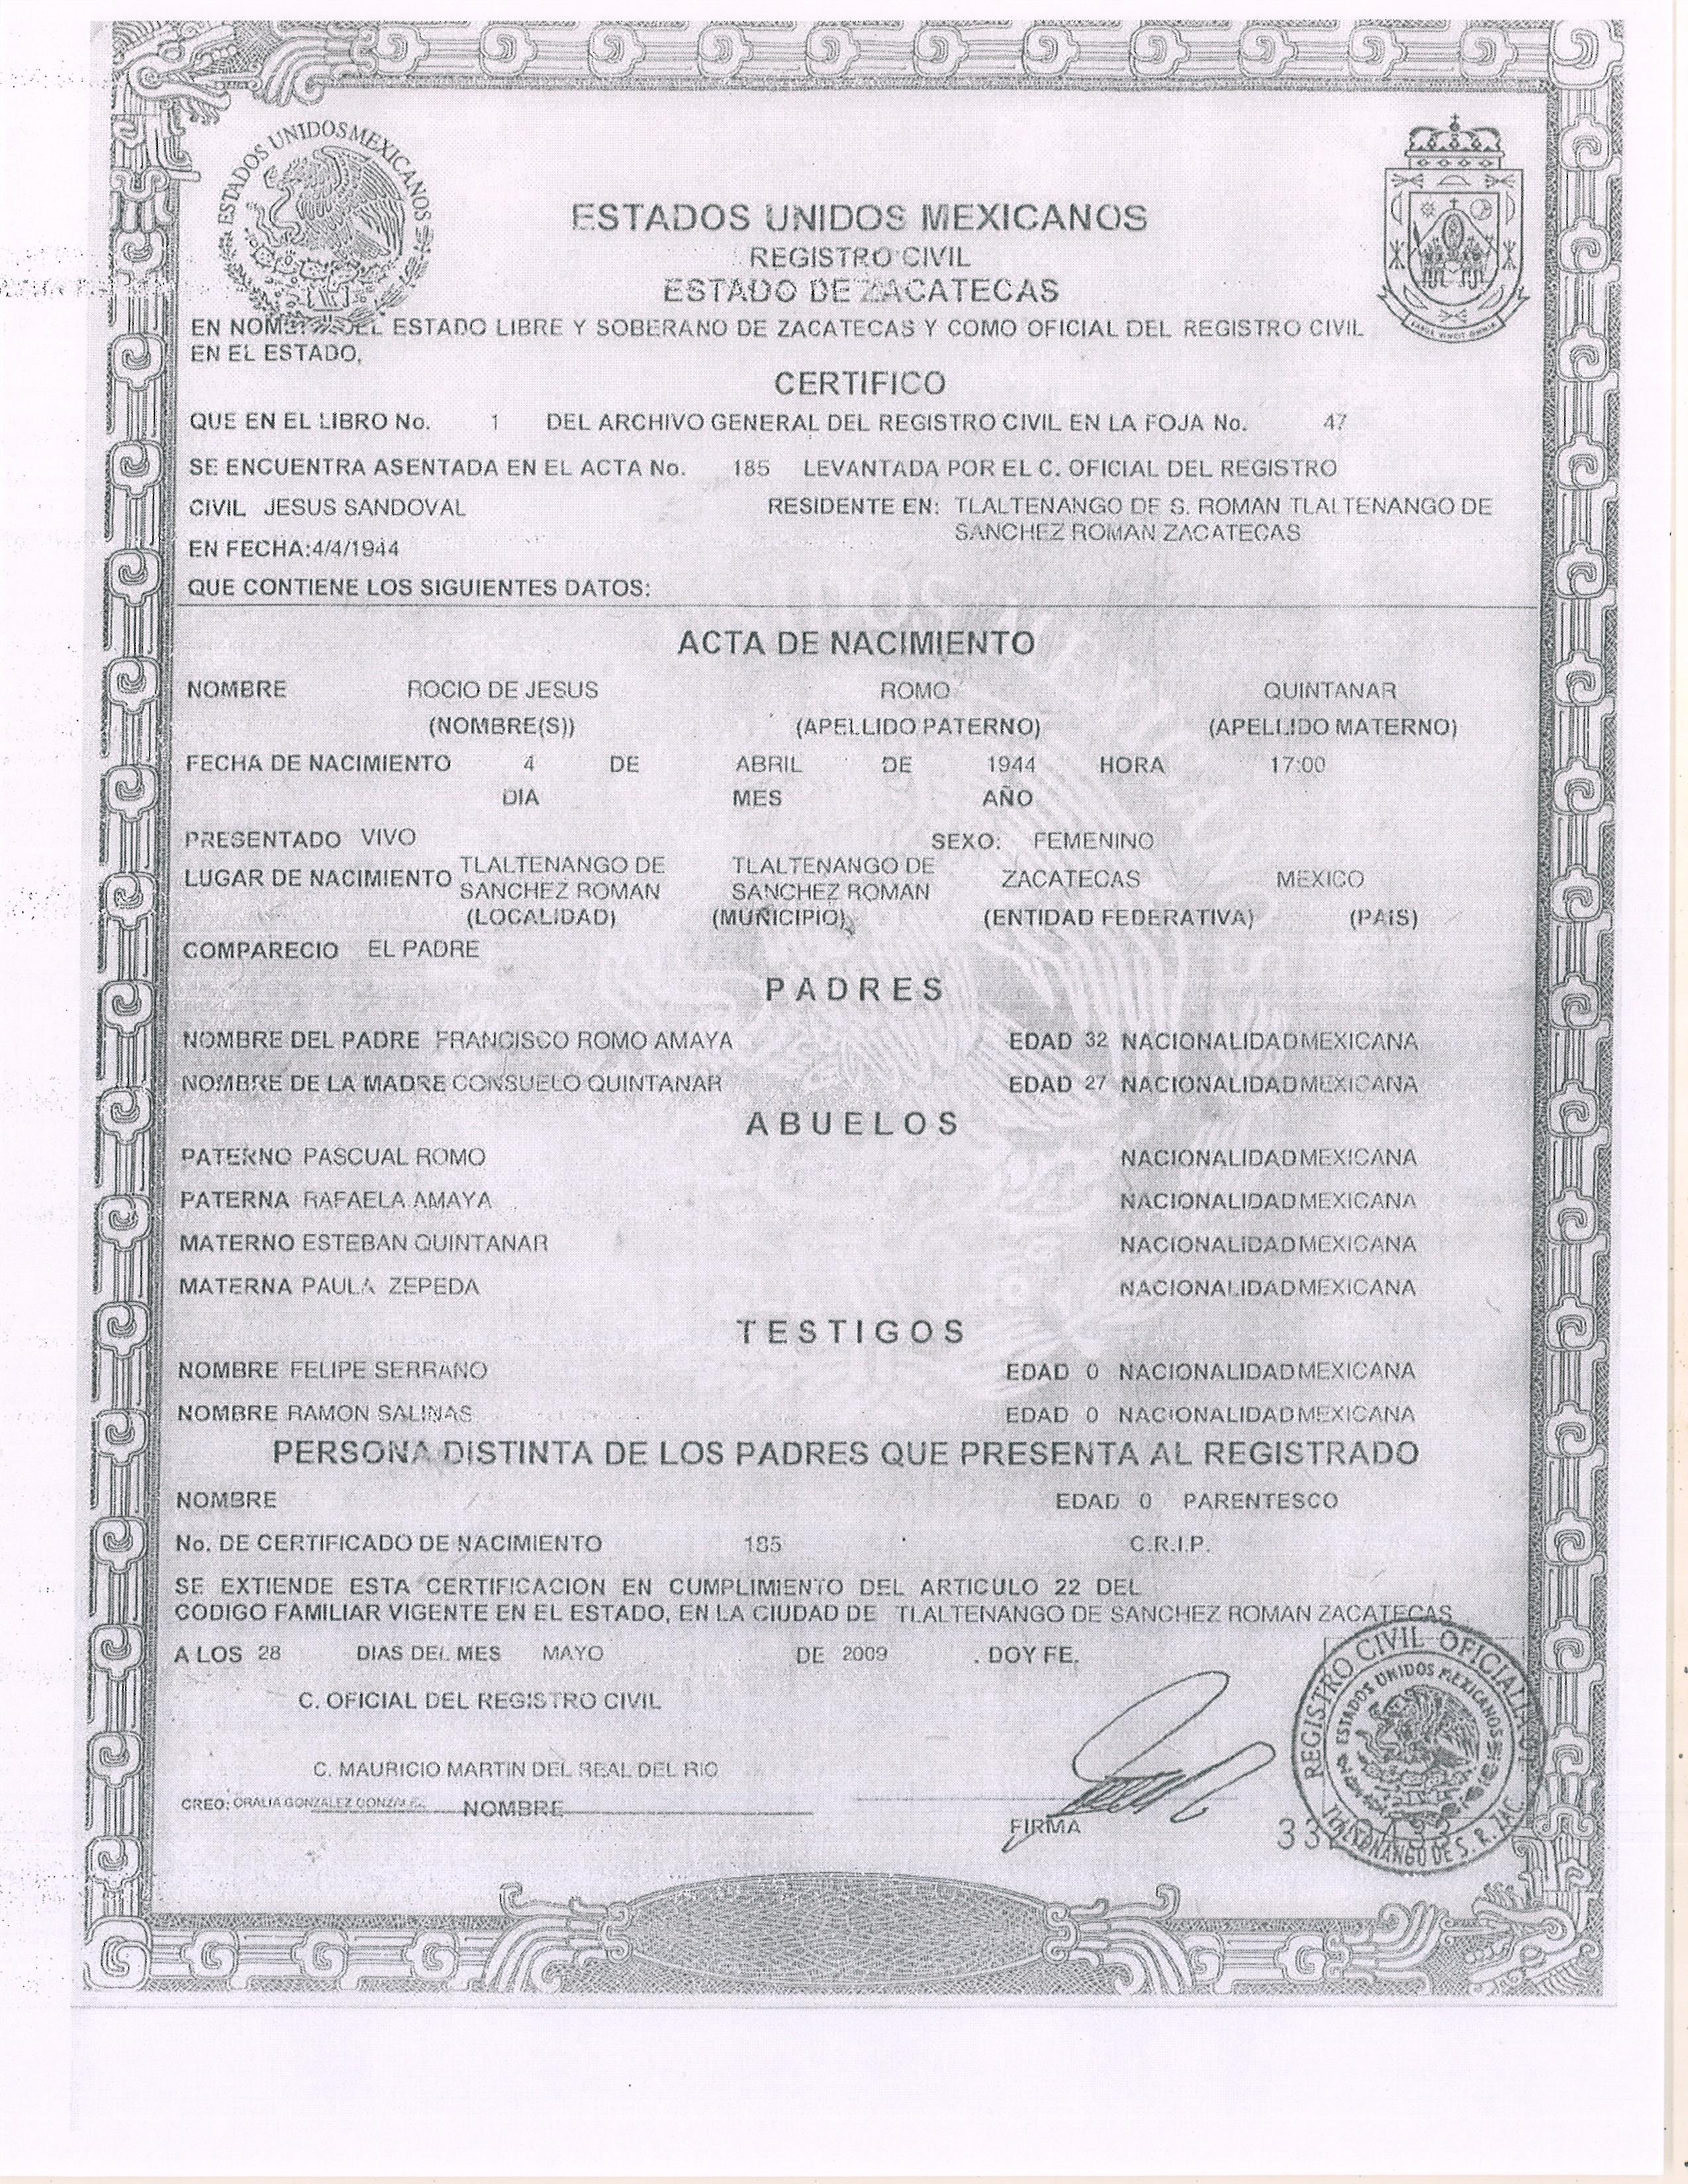 ESTADOS UNIDOS MEXICANOS
ESTADOS UNIDOS MEXICANOS
REGISTRO CIVIL
ESTADO DE ZACATECAS
LABOR VINCIT OMNIA
EN NOMBRE DEL ESTADO LIBRE Y SOBERANO DE ZACATECAS Y COMO OFICIAL DEL REGISTRO CIVIL
EN EL ESTADO,
CERTIFICO
QUE EN EL LIBRO No. 1 DEL ARCHIVO GENERAL DEL REGISTRO CIVIL EN LA FOJA No. 47
SE ENCUENTRA ASENTADA EN EL ACTA No. 185 LEVANTADA POR EL C. OFICIAL DEL REGISTRO
CIVIL JESUS SANDOVAL RESIDENTE EN: TLALTENANGO DE S. ROMAN TLALTENANGO DE
SANCHEZ ROMAN ZACATECAS
EN FECHA:4/4/1944
QUE CONTIENE LOS SIGUIENTES DATOS:
ACTA DE NACIMIENTO
NOMBRE ROCIO DE JESUS ROMO QUINTANAR
(NOMBRE(S)) (APELLIDO PATERNO) (APELLIDO MATERNO)
FECHA DE NACIMIENTO 4 DE ABRIL DE 1944 HORA 17:00
DIA MES AÑO
PRESENTADO VIVO SEXO: FEMENINO
LUGAR DE NACIMIENTO TLALTENANGO DE SANCHEZ ROMAN TLALTENANGO DE SANCHEZ ROMAN ZACATECAS MEXICO
(LOCALIDAD) (MUNICIPIO) (ENTIDAD FEDERATIVA) (PAIS)
COMPARECIO EL PADRE
PADRES
NOMBRE DEL PADRE FRANCISCO ROMO AMAYA EDAD 32 NACIONALIDAD MEXICANA
NOMBRE DE LA MADRE CONSUELO QUINTANAR EDAD 27 NACIONALIDAD MEXICANA
ABUELOS
PATERNO PASCUAL ROMO NACIONALIDAD MEXICANA
PATERNA RAFAELA AMAYA NACIONALIDAD MEXICANA
MATERNO ESTEBAN QUINTANAR NACIONALIDAD MEXICANA
MATERNA PAULA ZEPEDA NACIONALIDAD MEXICANA
TESTIGOS
NOMBRE FELIPE SERRANO EDAD 0 NACIONALIDAD MEXICANA
NOMBRE RAMON SALINAS EDAD 0 NACIONALIDAD MEXICANA
PERSONA DISTINTA DE LOS PADRES QUE PRESENTA AL REGISTRADO
NOMBRE EDAD 0 PARENTESCO
No. DE CERTIFICADO DE NACIMIENTO 185 C.R.I.P.
SE EXTIENDE ESTA CERTIFICACION EN CUMPLIMIENTO DEL ARTICULO 22 DEL
CODIGO FAMILIAR VIGENTE EN EL ESTADO, EN LA CIUDAD DE TLALTENANGO DE SANCHEZ ROMAN ZACATECAS
A LOS 28 DIAS DEL MES MAYO DE 2009 . DOY FE.
C. OFICIAL DEL REGISTRO CIVIL
C. MAURICIO MARTIN DEL REAL DEL RIO
CREO: ORALIA GONZALEZ GONZALEZ NOMBRE
FIRMA
REGISTRO CIVIL OFICIALIA
ESTADOS UNIDOS MEXICANOS
TLALTENANGO DE S. R. ZAC.